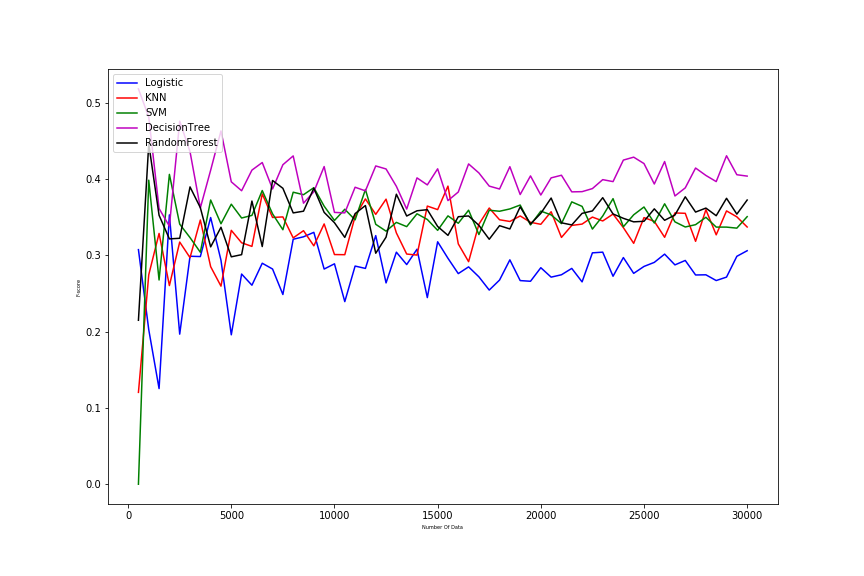 Logistic
KNN
SVM
DecisionTree
RandomForest
0.5
0.4
0.3
0.2
0.1
0.0
F-score
0
5000
10000
15000
20000
25000
30000
Number Of Data